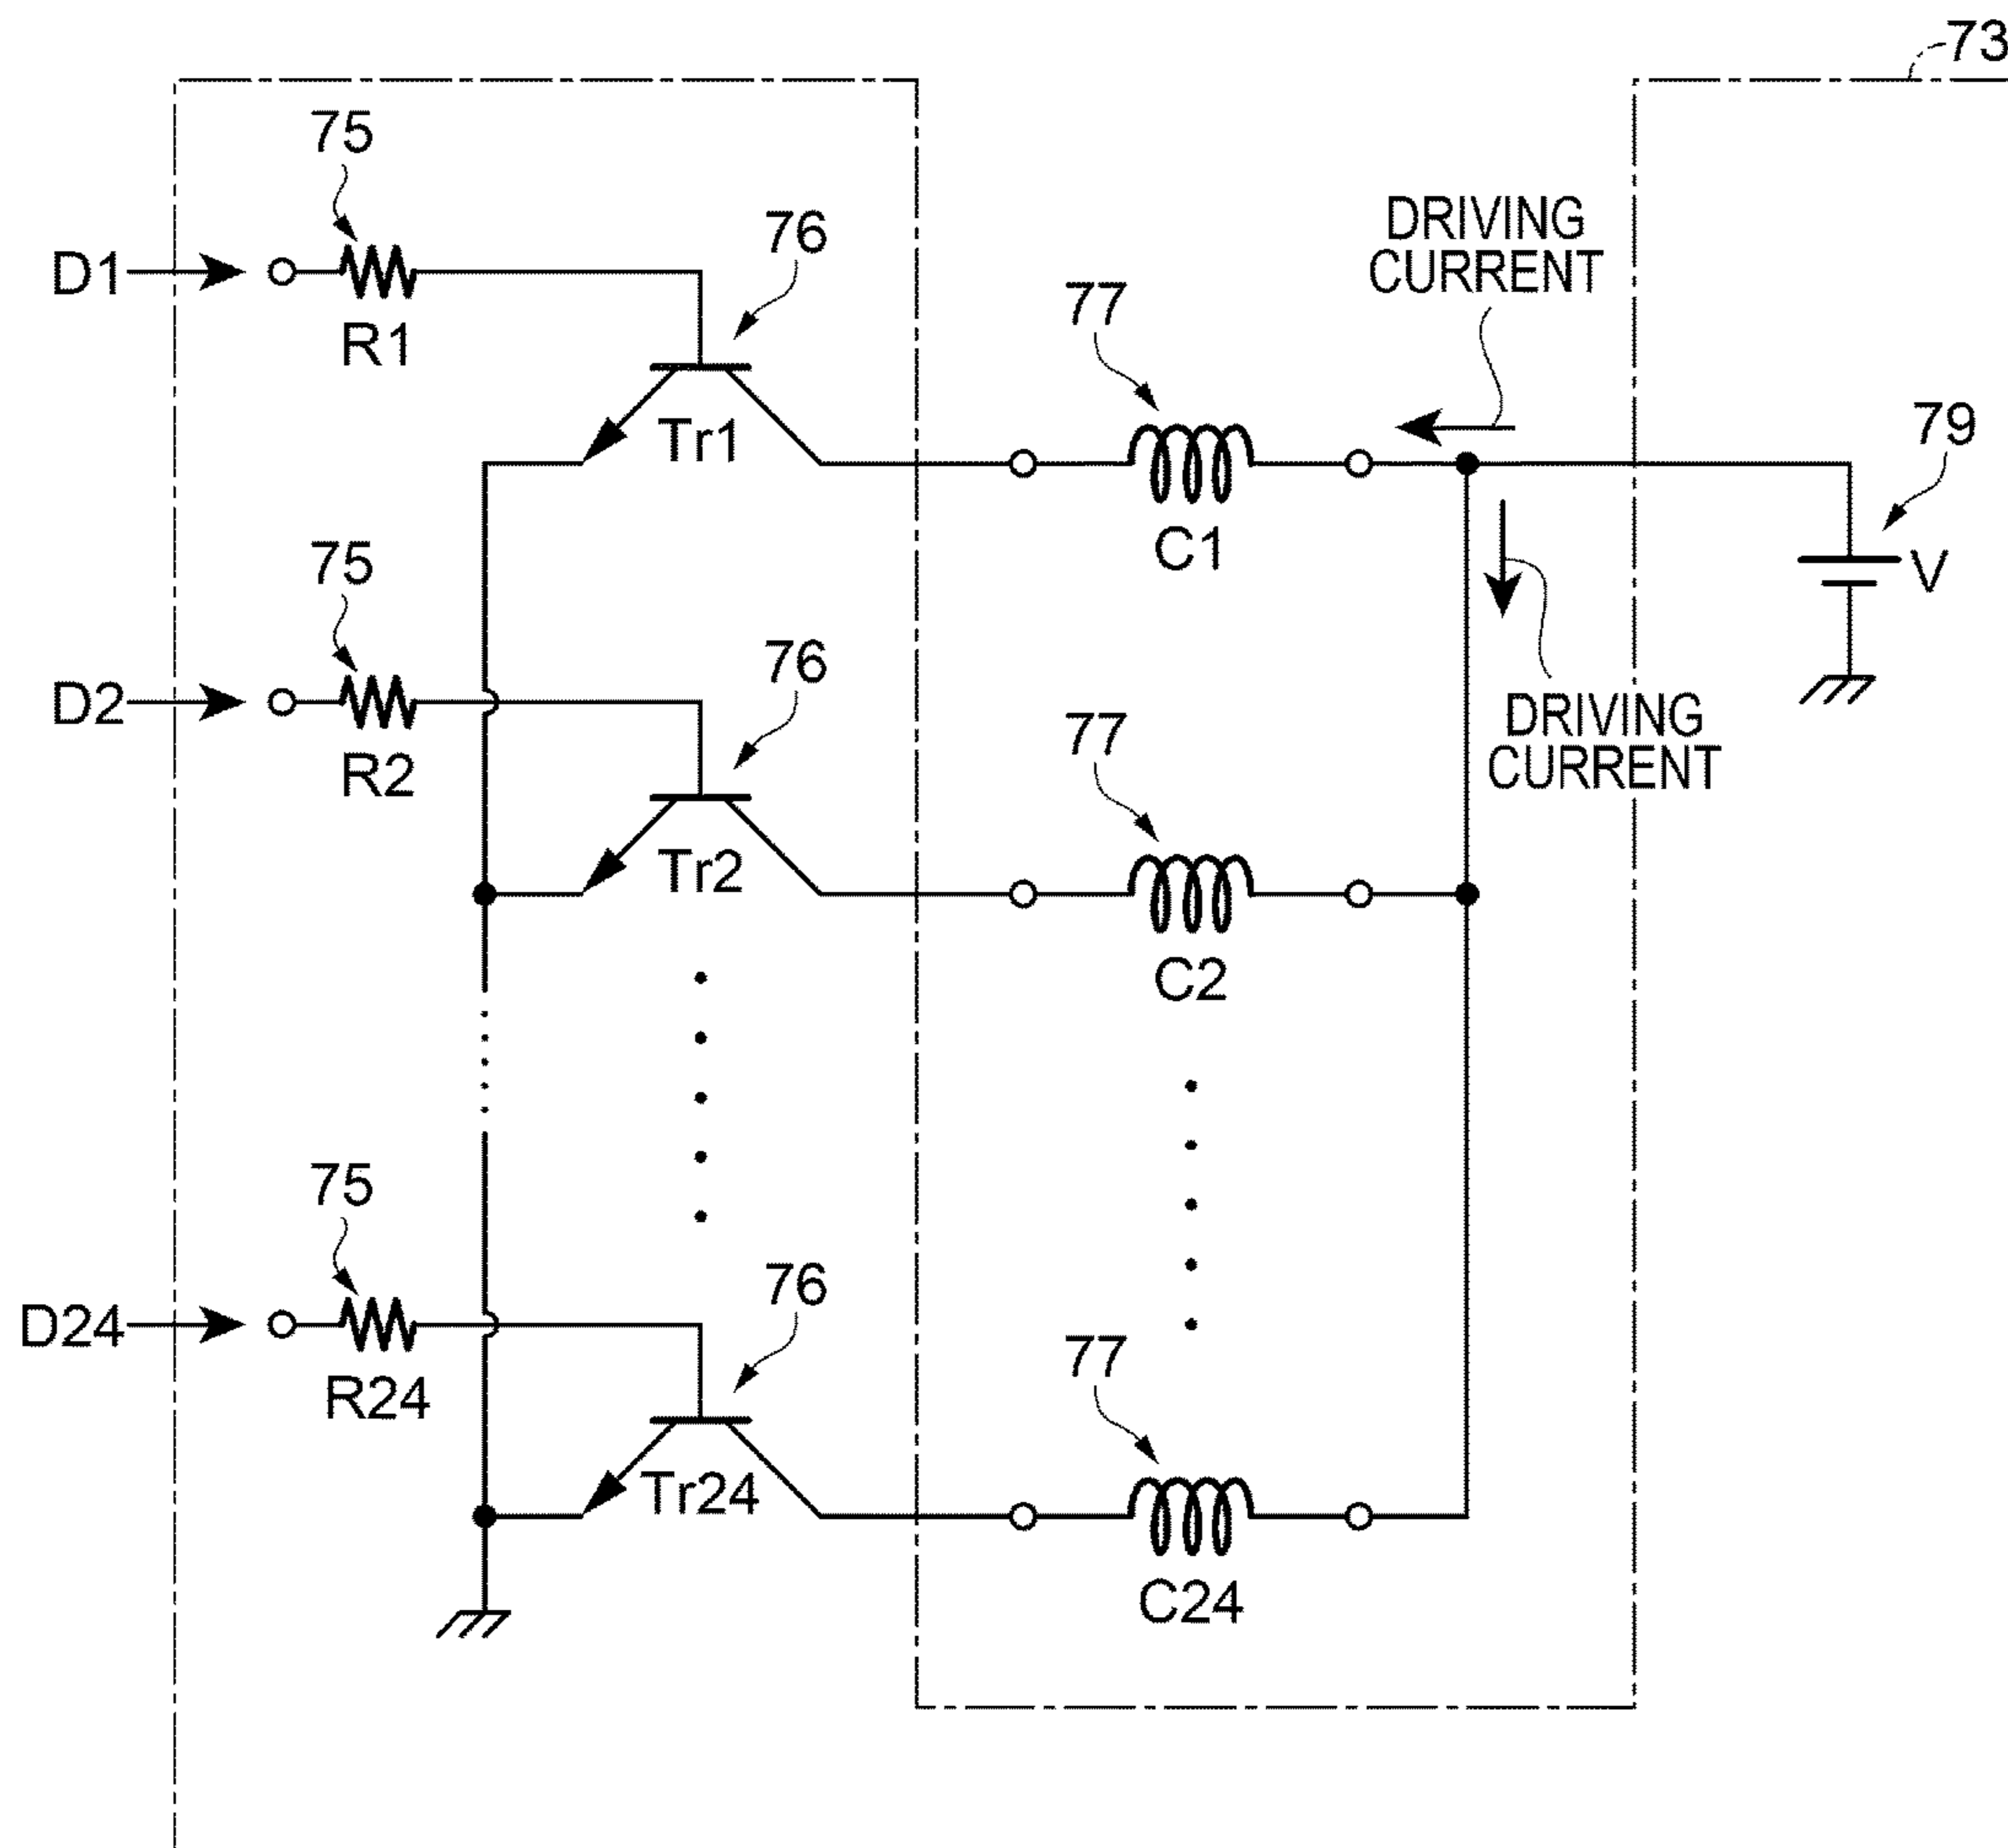 73
75
76
D1
R1
Tr1
77
C1
DRIVING
CURRENT
79
V
DRIVING
CURRENT
75
76
D2
R2
Tr2
77
C2
75
76
D24
R24
Tr24
77
C24